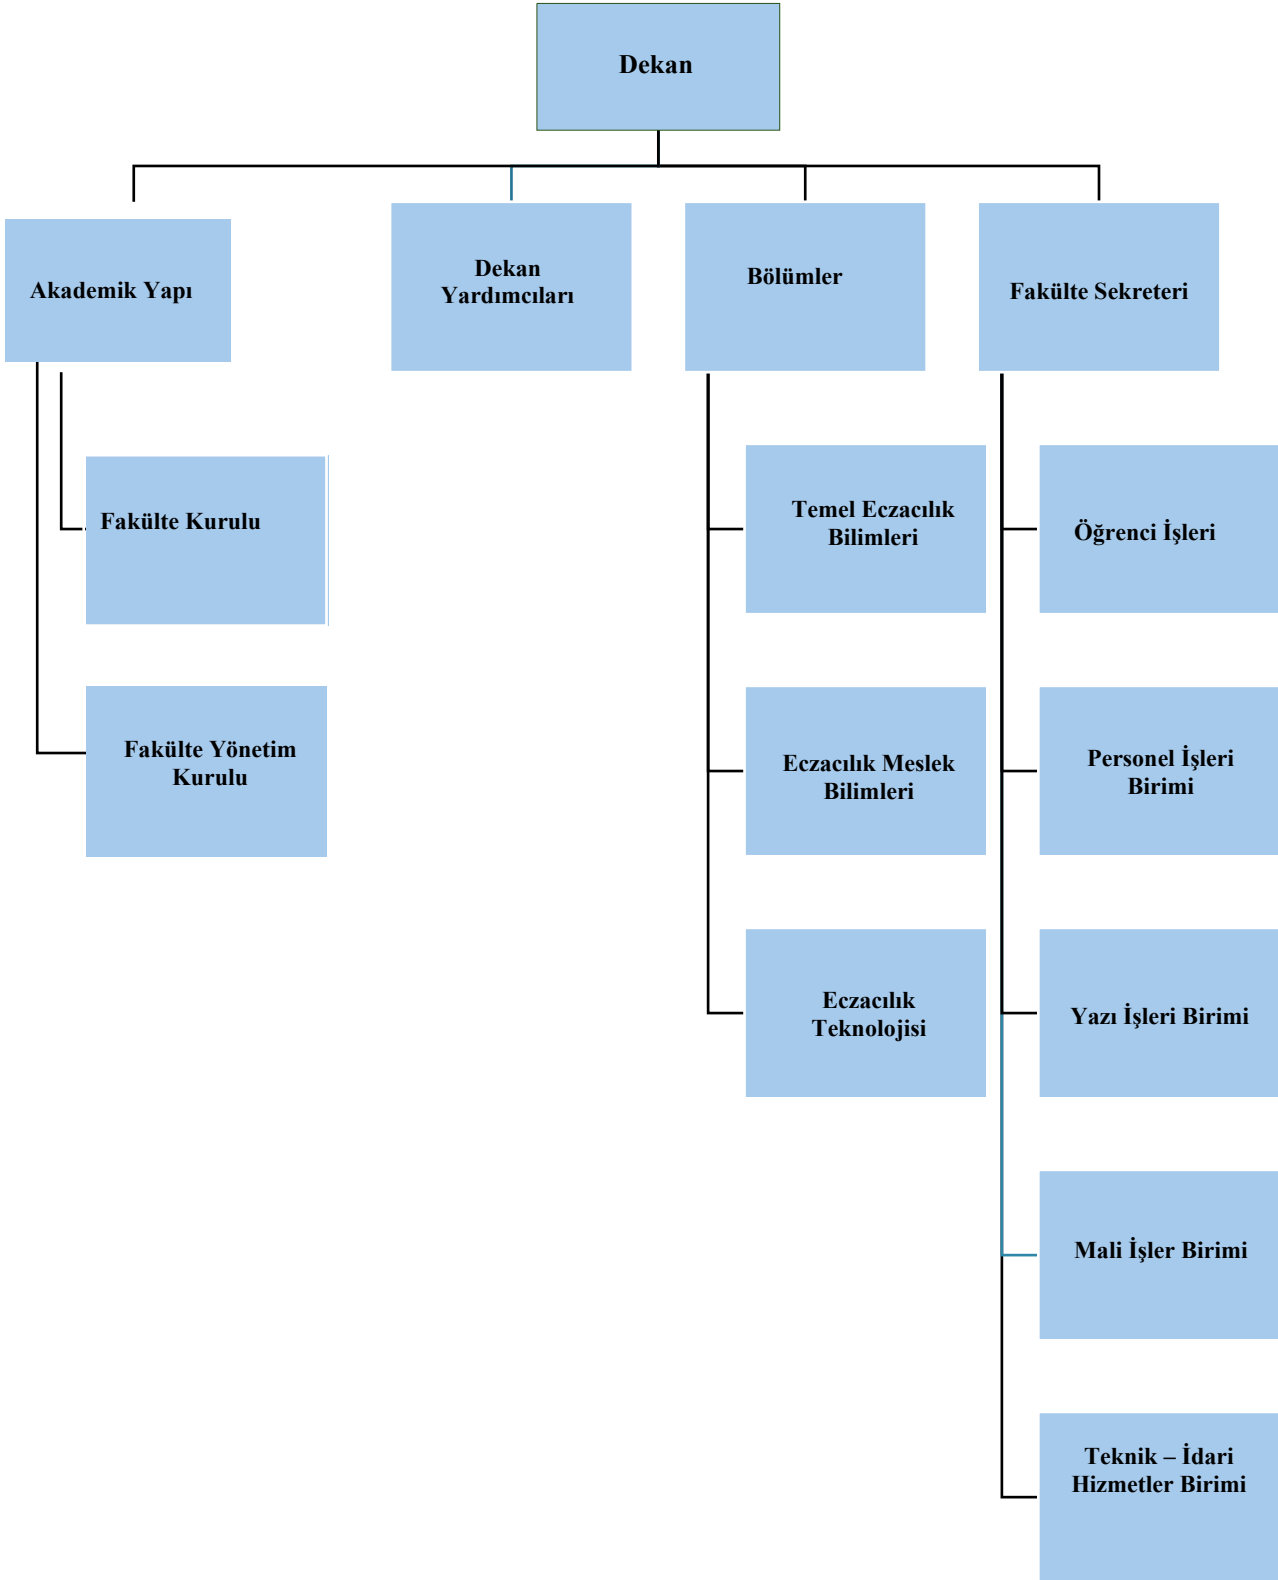 Dekan
Akademik Yapı
Dekan
Yardımcıları
Bölümler
Fakülte Sekreteri
Fakülte Kurulu
Fakülte Yönetim
Kurulu
Temel Eczacılık
Bilimleri
Eczacılık Meslek
Bilimleri
Eczacılık
Teknolojisi
Öğrenci İşleri
Personel İşleri
Birimi
Yazı İşleri Birimi
Mali İşler Birimi
Teknik – İdari
Hizmetler Birimi